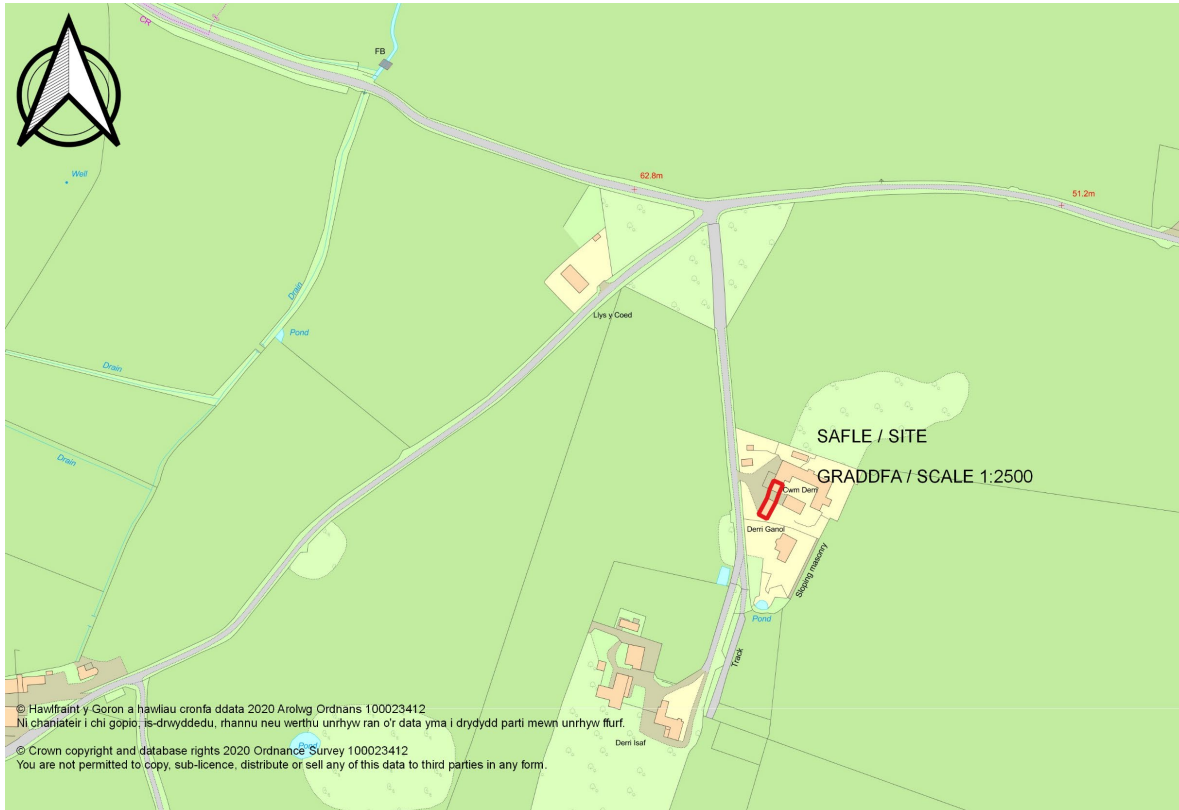 CR
FB
62.8m
51.2m
Well
Drain
Llys y Coed
Pond
Drain
SAFLE / SITE
Drain
GRADDFA / SCALE 1:2500
Cwm Derri
Derri Ganol
Sloping masonry
Pond
Track
© Hawlfraint y Goron a hawliau cronfa ddata 2020 Arolwg Ordnans 100023412
Ni chaniateir i chi gopio, is-drwyddedu, rhannu neu werthu unrhyw ran o'r data yma i drydydd parti mewn unrhyw ffurf.
Derri Isaf
Pond
© Crown copyright and database rights 2020 Ordnance Survey 100023412
You are not permitted to copy, sub-licence, distribute or sell any of this data to third parties in any form.